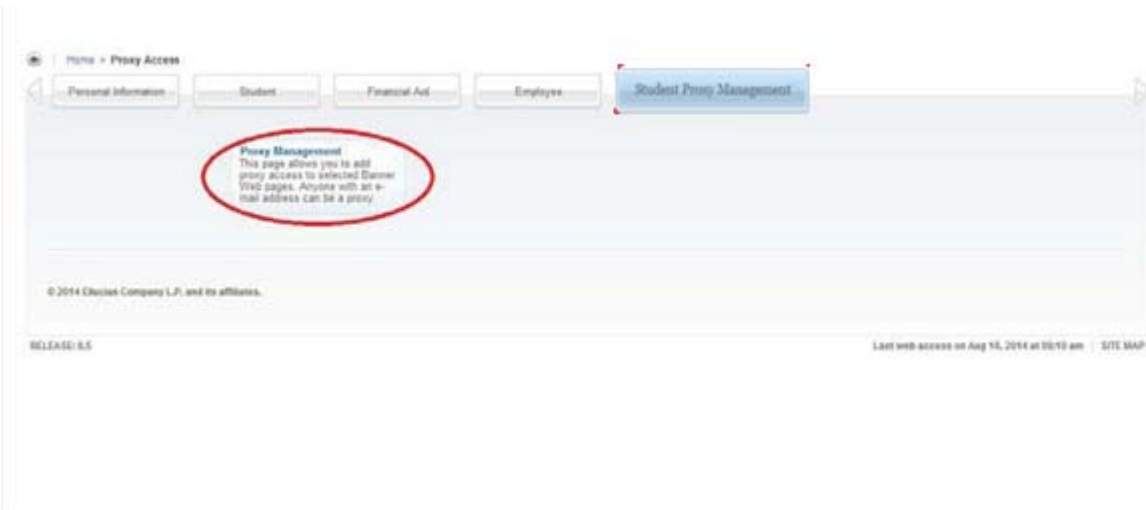 Home > Proxy Access
Personal Information Student Financial Aid Employee Student Proxy Management
Proxy Management
This page allows you to add
proxy access to selected Banner
Web pages. Anyone with an e-
mail address can be a proxy.
© 2014 Ellucian Company L.P. and its affiliates.
RELEASE: 8.5 Last web access on Aug 18, 2014 at 09:10 am | SITE MAP